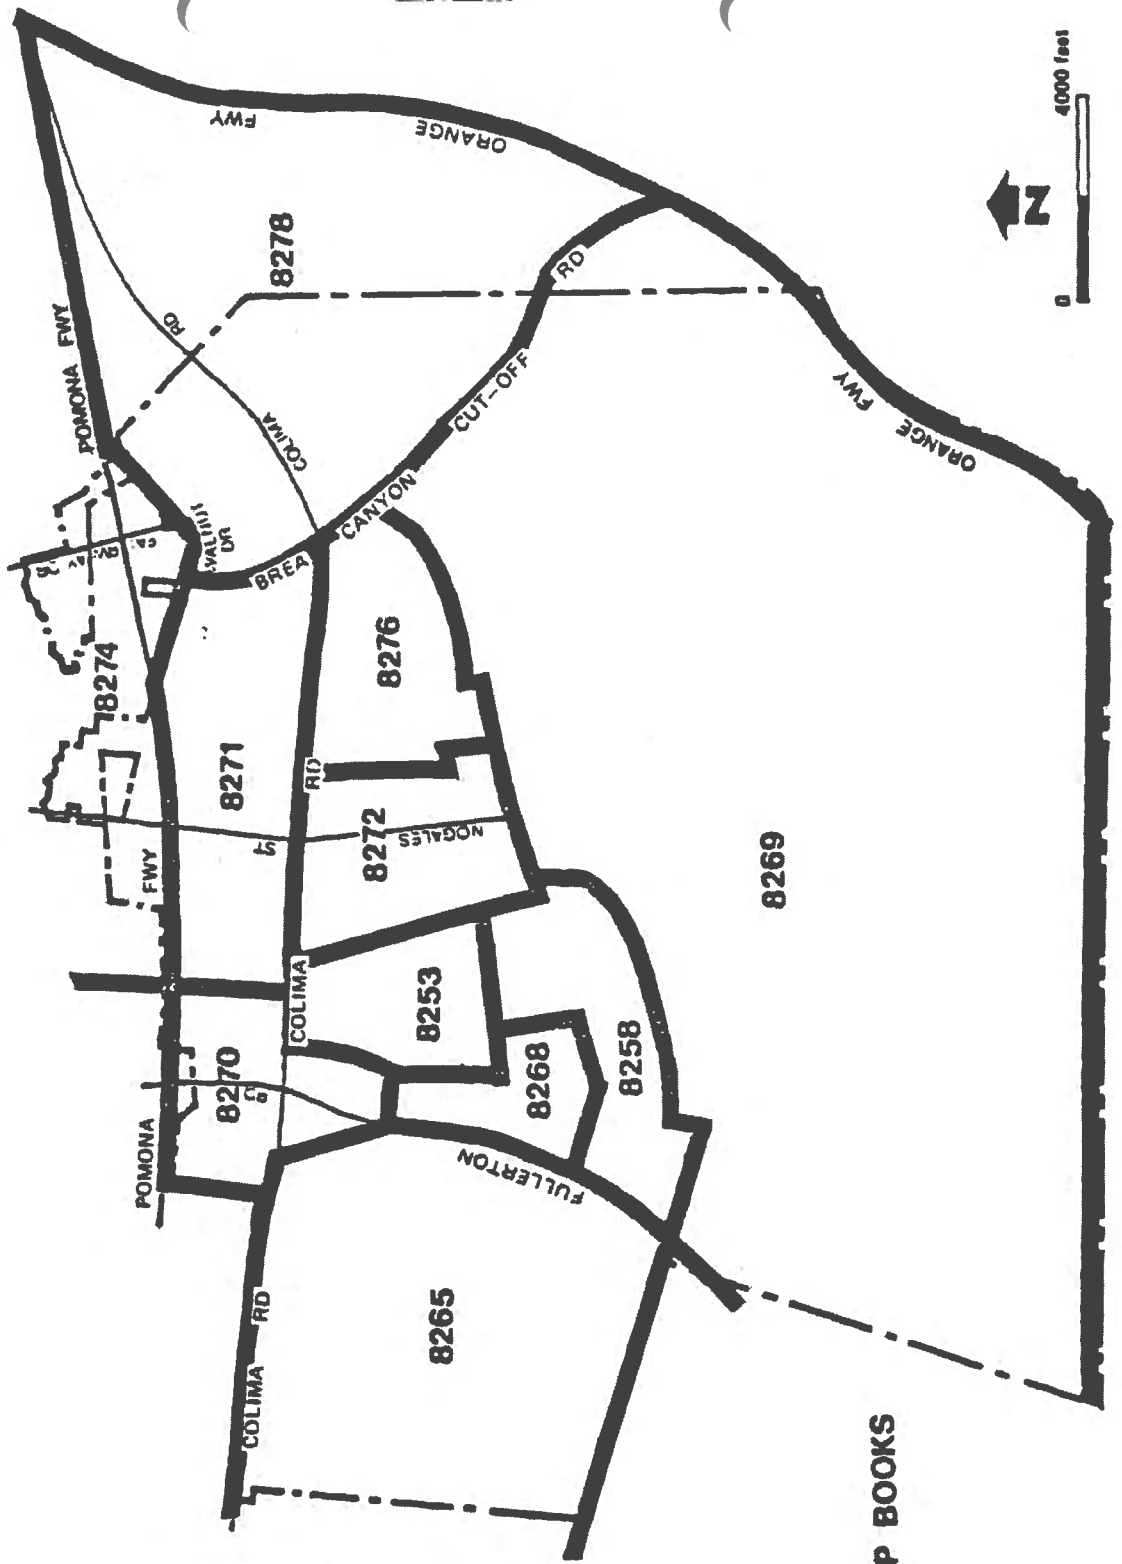 POMONA FWY
FWY
ORANGE
8278
RD
COLIMA
RD
CUT-OFF
CANYON
BREA
DR
8274
8271
8276
RD
8272
NOGALES
ST
FWY
FWY
ORANGE
8269
COLIMA
8253
8258
8268
8270
POMONA
FULLERTON
8265
COLIMA RD
P BOOKS
N
0 4000 feet